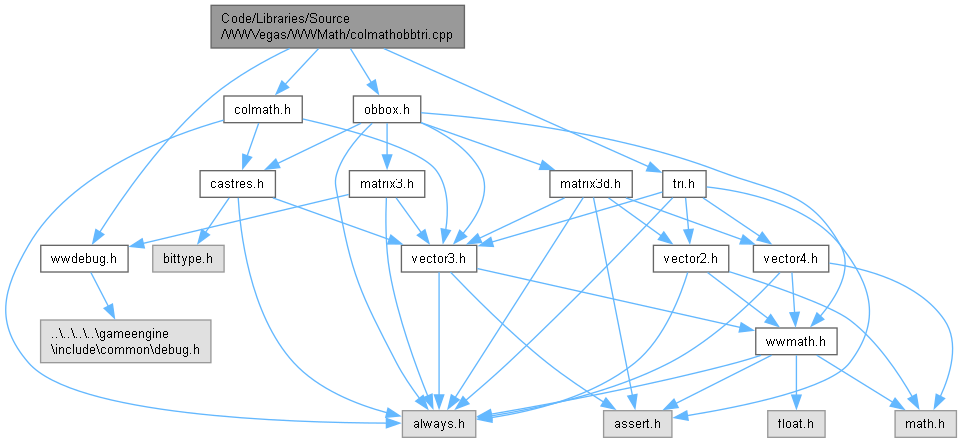 Code/Libraries/Source
/WWVegas/WWMath/colmathobbtri.cpp
colmath.h
obbox.h
castres.h
matrix3.h
matrix3d.h
tri.h
wwdebug.h
bittype.h
vector3.h
vector2.h
vector4.h
..\..\..\..\gameengine
\include\common\debug.h
wwmath.h
always.h
assert.h
float.h
math.h